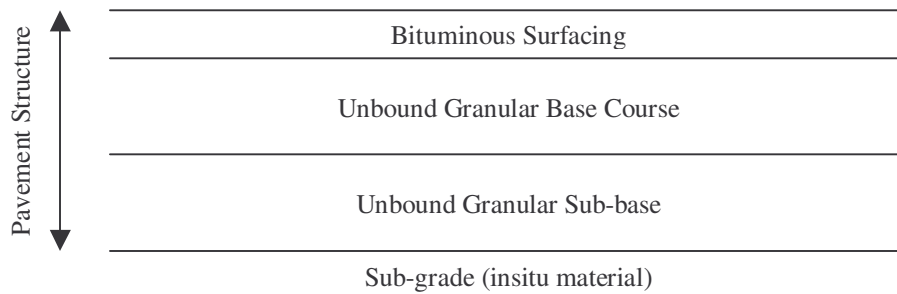 Pavement Structure
Bituminous Surfacing
Unbound Granular Base Course
Unbound Granular Sub-base
Sub-grade (insitu material)